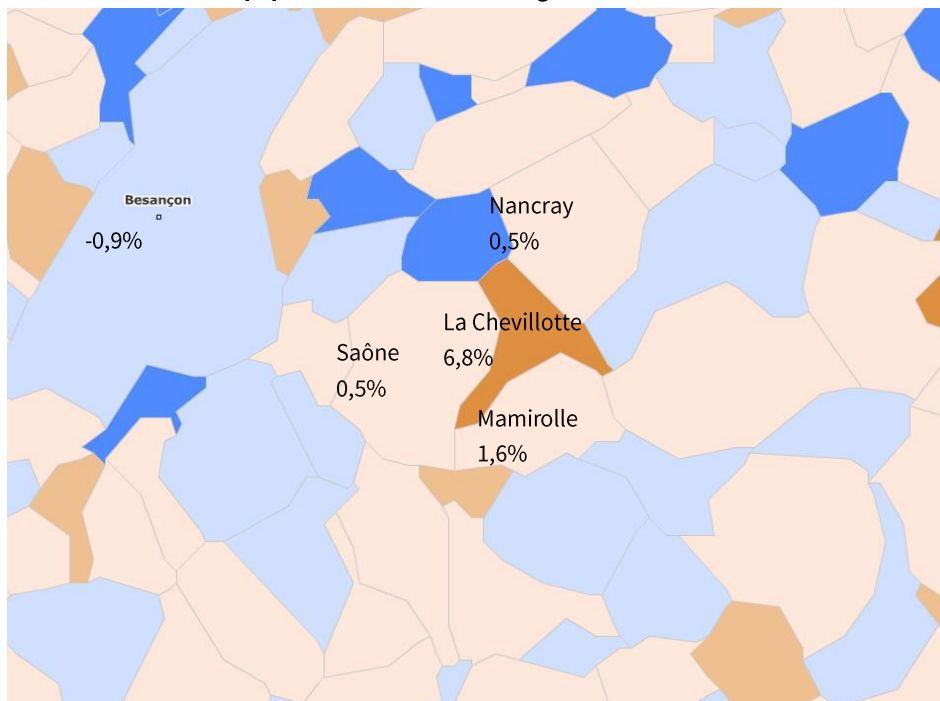 Besançon
-0,9%
Nancray
0,5%
La Chevillotte
6,8%
Saône
0,5%
Mamirolle
1,6%